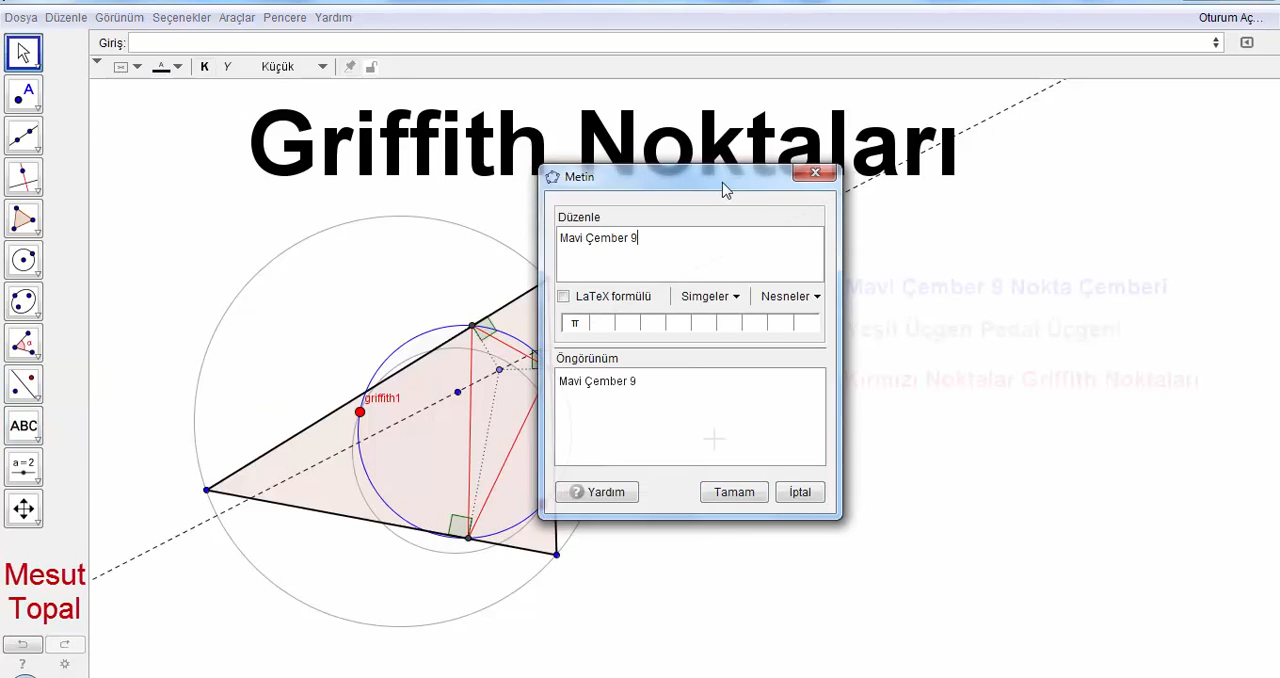 Dosya Düzenle Görünüm Seçenekler Araçlar Pencere Yardım Oturum Aç...
Giriş:
A K Y Küçük
A
Griffith Noktaları
Metin
Düzenle
Mavi Çember 9
LaTeX formülü Simgeler Nesneler
π
Öngörünüm
Mavi Çember 9
Yardım Tamam İptal
Mavi Çember 9 Nokta Çemberi
Yeşil Üçgen Pedal Üçgeni
Kırmızı Noktalar Griffith Noktaları
griffith1
α
ABC
a=2
Mesut
Topal
?